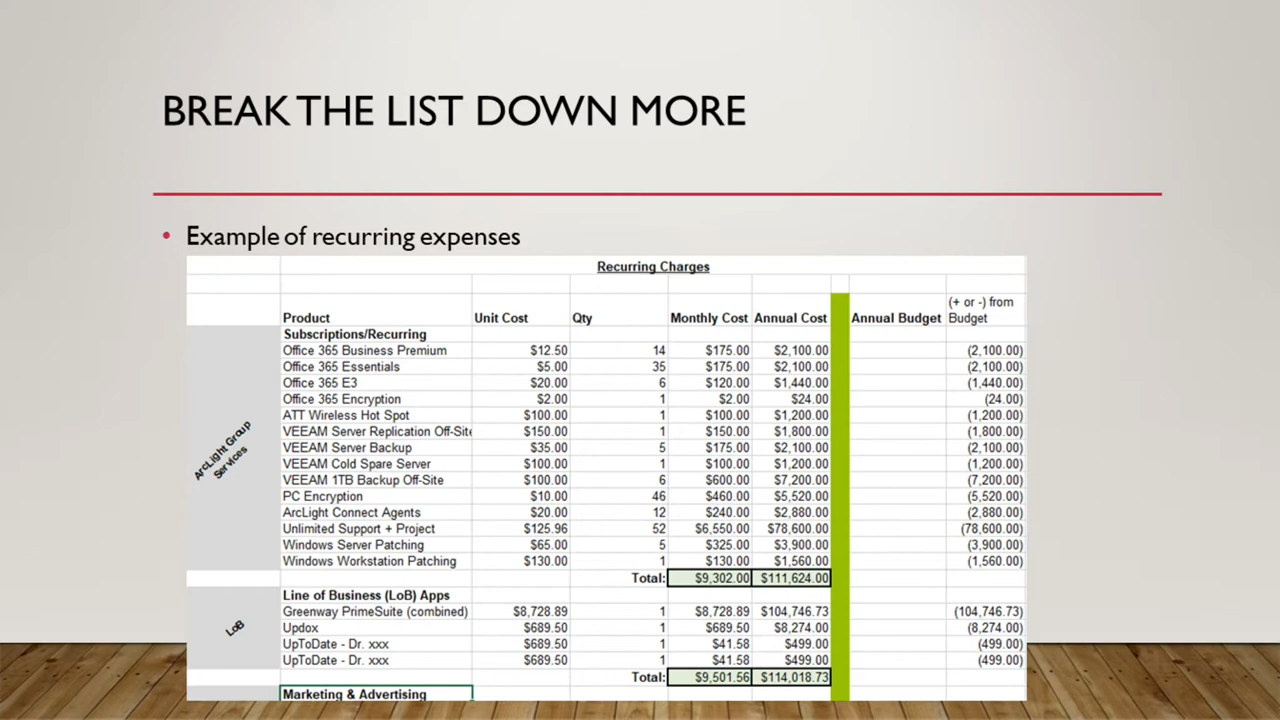 BREAK THE LIST DOWN MORE
• Example of recurring expenses
Recurring Charges
Product Unit Cost Qty Monthly Cost Annual Cost Annual Budget (+ or -) from Budget
Subscriptions/Recurring
ArcLight Group Services
Office 365 Business Premium $12.50 14 $175.00 $2,100.00 (2,100.00)
Office 365 Essentials $5.00 35 $175.00 $2,100.00 (2,100.00)
Office 365 E3 $20.00 6 $120.00 $1,440.00 (1,440.00)
Office 365 Encryption $2.00 1 $2.00 $24.00 (24.00)
ATT Wireless Hot Spot $100.00 1 $100.00 $1,200.00 (1,200.00)
VEEAM Server Replication Off-Site $150.00 1 $150.00 $1,800.00 (1,800.00)
VEEAM Server Backup $35.00 5 $175.00 $2,100.00 (2,100.00)
VEEAM Cold Spare Server $100.00 1 $100.00 $1,200.00 (1,200.00)
VEEAM 1TB Backup Off-Site $100.00 6 $600.00 $7,200.00 (7,200.00)
PC Encryption $10.00 46 $460.00 $5,520.00 (5,520.00)
ArcLight Connect Agents $20.00 12 $240.00 $2,880.00 (2,880.00)
Unlimited Support + Project $125.96 52 $6,550.00 $78,600.00 (78,600.00)
Windows Server Patching $65.00 5 $325.00 $3,900.00 (3,900.00)
Windows Workstation Patching $130.00 1 $130.00 $1,560.00 (1,560.00)
Total: $9,302.00 $111,624.00
Line of Business (LoB) Apps
LoB
Greenway PrimeSuite (combined) $8,728.89 1 $8,728.89 $104,746.73 (104,746.73)
Updox $689.50 1 $689.50 $8,274.00 (8,274.00)
UpToDate - Dr. xxx $689.50 1 $41.58 $499.00 (499.00)
UpToDate - Dr. xxx $689.50 1 $41.58 $499.00 (499.00)
Total: $9,501.56 $114,018.73
Marketing & Advertising